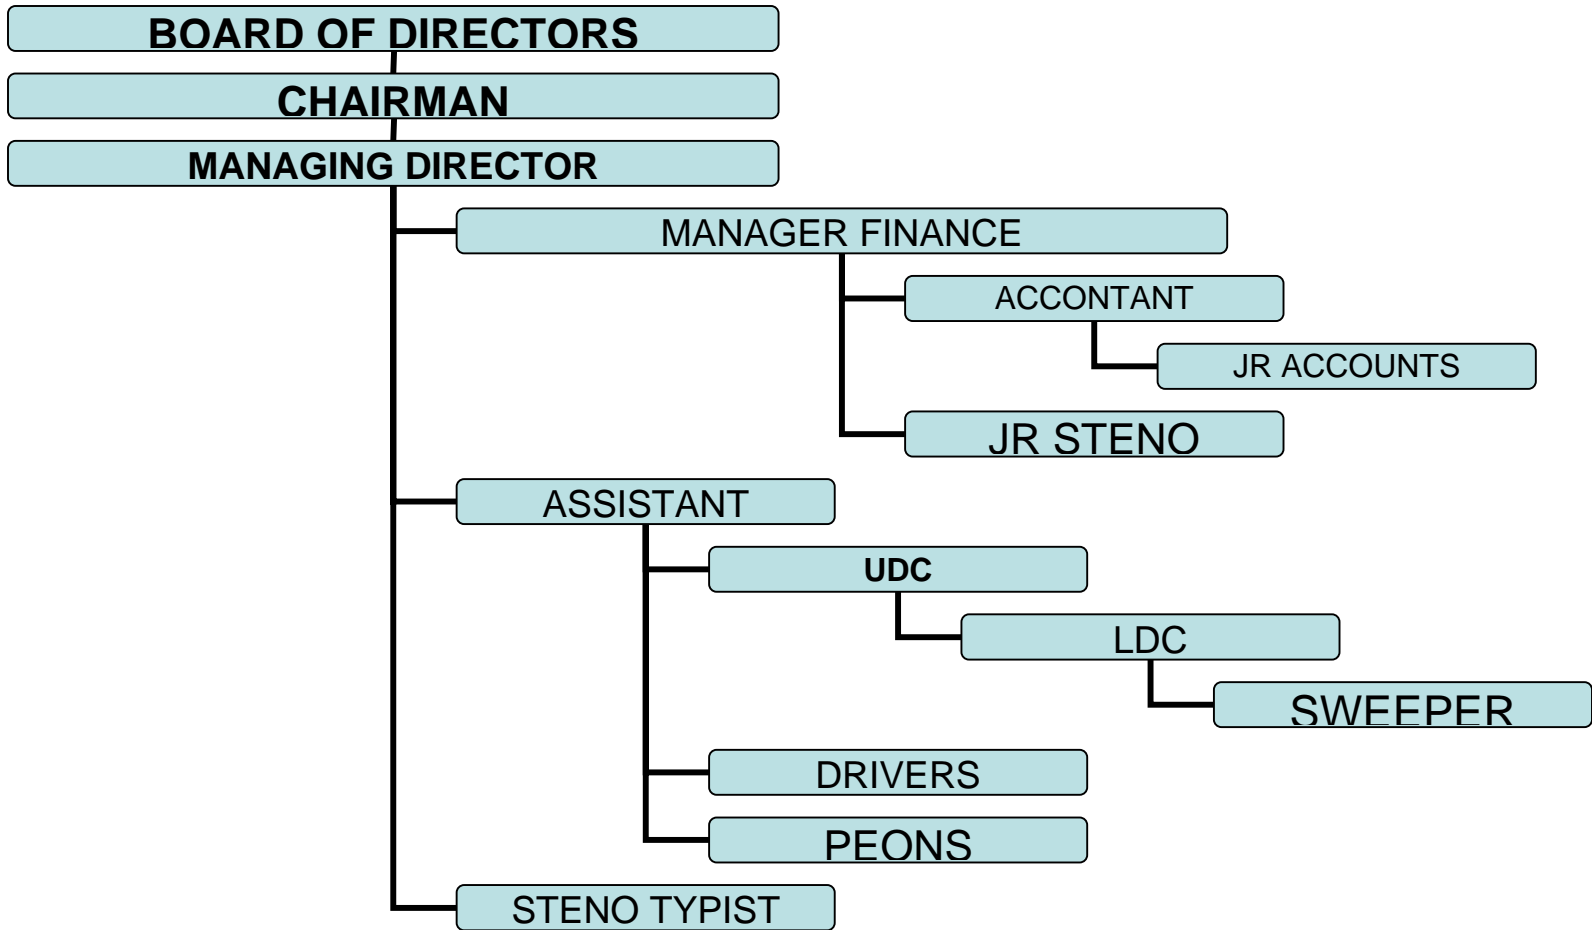 BOARD OF DIRECTORS
CHAIRMAN
MANAGING DIRECTOR
MANAGER FINANCE
ACCONTANT
JR ACCOUNTS
JR STENO
ASSISTANT
UDC
LDC
SWEEPER
DRIVERS
PEONS
STENO TYPIST